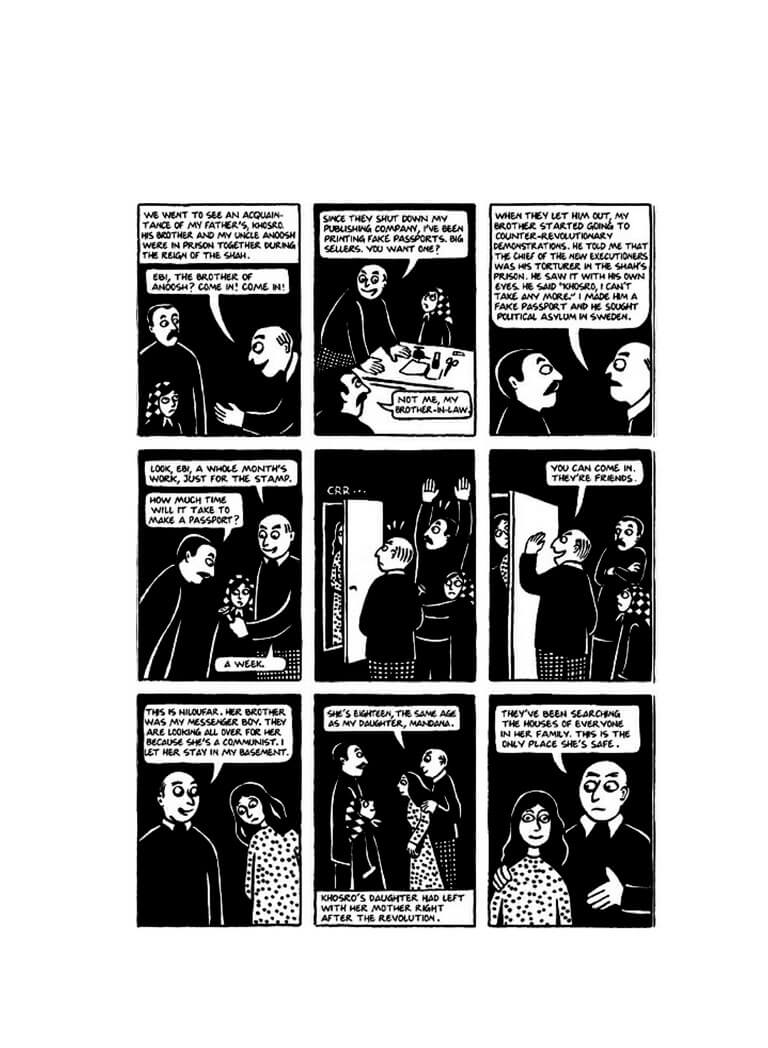 WE WENT TO SEE AN ACQUAIN-
TANCE OF MY FATHER'S, KHOSRO.
HIS BROTHER AND MY UNCLE ANOOSH
WERE IN PRISON TOGETHER DURING
THE REIGN OF THE SHAH.
EBI, THE BROTHER OF
ANOOSH? COME IN! COME IN!
SINCE THEY SHUT DOWN MY
PUBLISHING COMPANY, I'VE BEEN
PRINTING FAKE PASSPORTS. BIG
SELLERS. YOU WANT ONE?
NOT ME, MY
BROTHER-IN-LAW.
WHEN THEY LET HIM OUT, MY
BROTHER STARTED GOING TO
COUNTER-REVOLUTIONARY
DEMONSTRATIONS. HE TOLD ME THAT
THE CHIEF OF THE NEW EXECUTIONERS
WAS HIS TORTURER IN THE SHAH'S
PRISON. HE SAW IT WITH HIS OWN
EYES. HE SAID "KHOSRO, I CAN'T
TAKE ANY MORE." I MADE HIM A
FAKE PASSPORT AND HE SOUGHT
POLITICAL ASYLUM IN SWEDEN.
LOOK, EBI, A WHOLE MONTH'S
WORK, JUST FOR THE STAMP.
HOW MUCH TIME
WILL IT TAKE TO
MAKE A PASSPORT?
A WEEK.
CRR...
YOU CAN COME IN.
THEY'RE FRIENDS.
THIS IS NILOUFAR. HER BROTHER
WAS MY MESSENGER BOY. THEY
ARE LOOKING ALL OVER FOR HER
BECAUSE SHE'S A COMMUNIST. I
LET HER STAY IN MY BASEMENT.
SHE'S EIGHTEEN, THE SAME AGE
AS MY DAUGHTER, MANDANA.
KHOSRO'S DAUGHTER HAD LEFT
WITH HER MOTHER RIGHT
AFTER THE REVOLUTION.
THEY'VE BEEN SEARCHING
THE HOUSES OF EVERYONE
IN HER FAMILY. THIS IS THE
ONLY PLACE SHE'S SAFE.